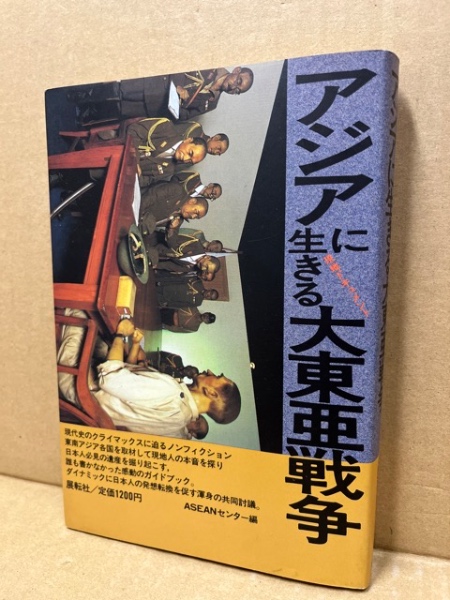 アジアに
生きる
大東亜戦争
現代史のクライマックスに迫るノンフィクション
東南アジア各国を取材して現地人の本音を探り
日本人必見の遺産を掘り起こす。
誰も書かなかった感動のガイドブック。
ダイナミックに日本人の発想転換を促す渾身の共同討議。
展転社／定価1200円
ASEANセンター編